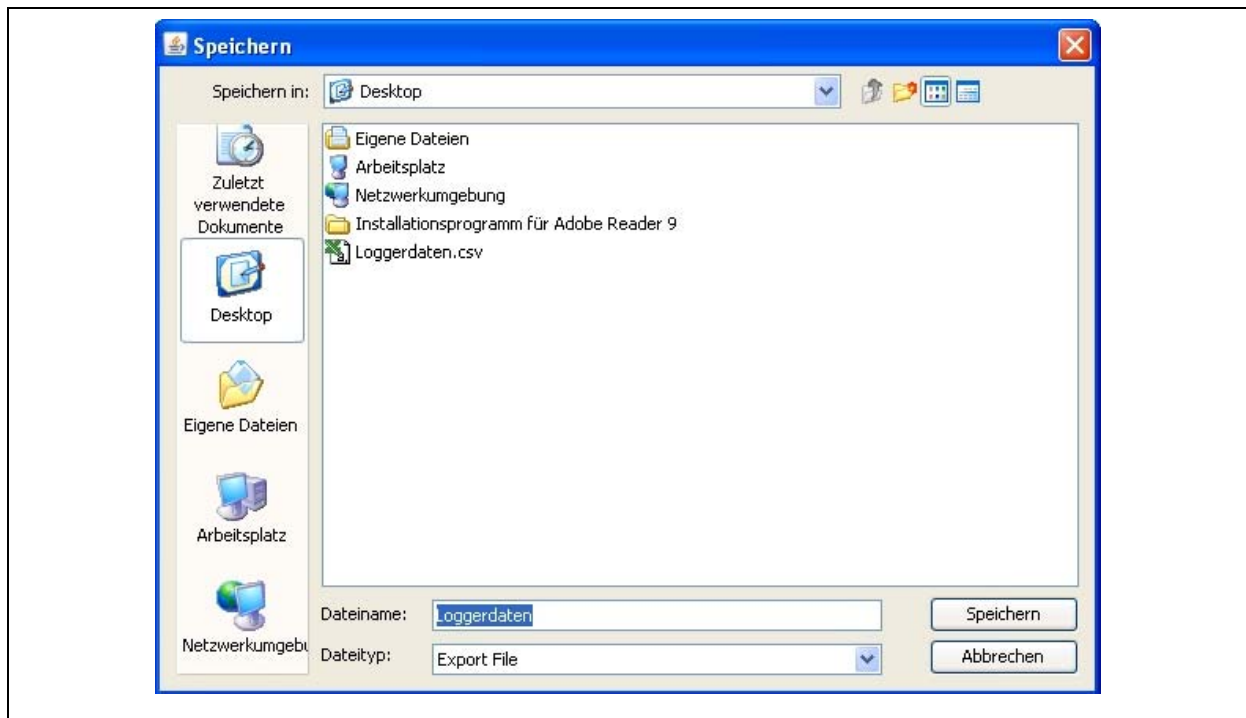 Speichern
Speichern in:
Desktop
Zuletzt
verwendete
Dokumente
Desktop
Eigene Dateien
Arbeitsplatz
Netzwerkumgebu
Eigene Dateien
Arbeitsplatz
Netzwerkumgebung
Installationsprogramm für Adobe Reader 9
Loggerdaten.csv
Dateiname:
Loggerdaten
Speichern
Dateityp:
Export File
Abbrechen